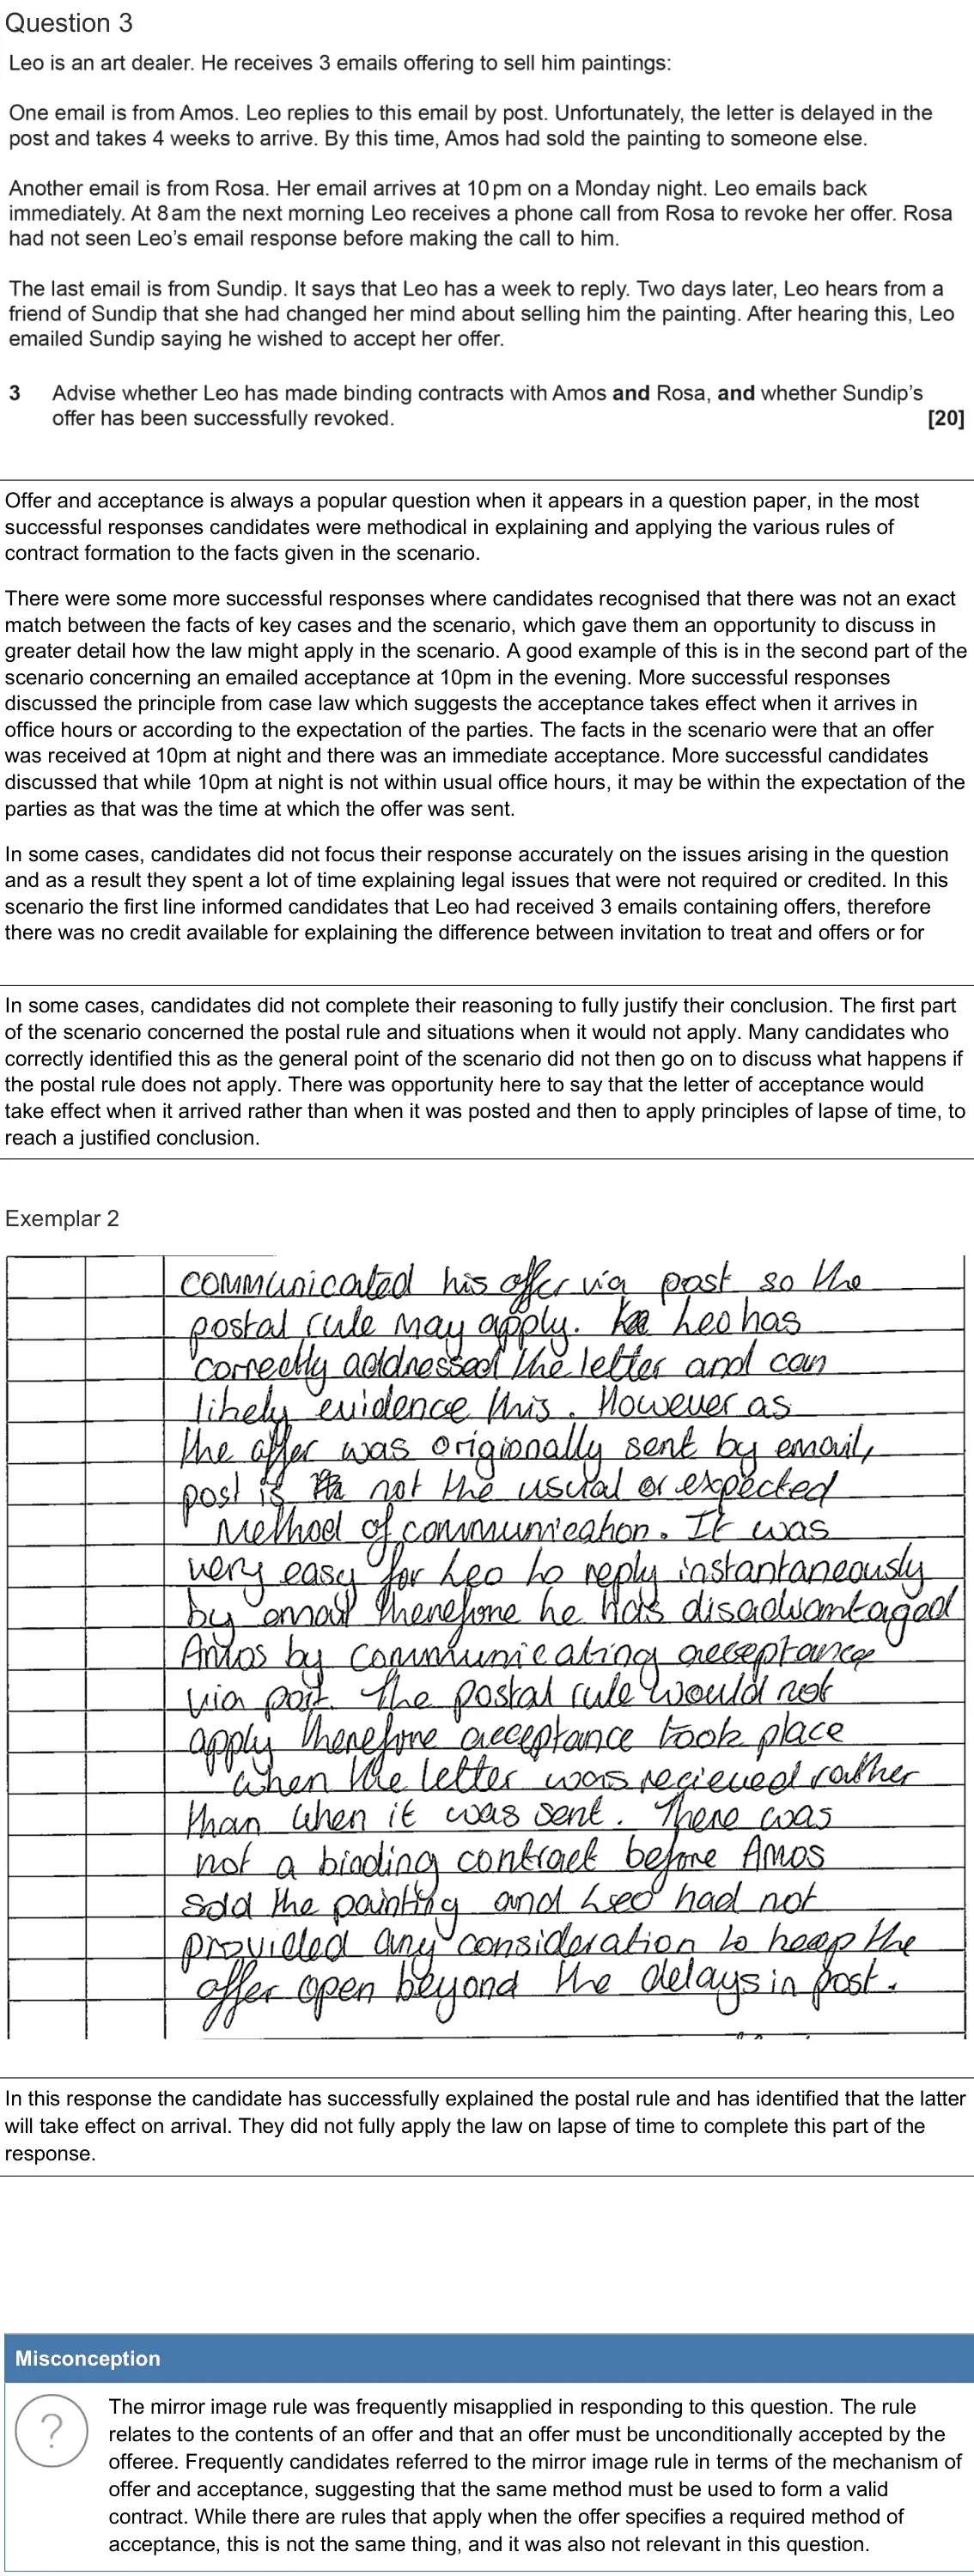 Question 3
Leo is an art dealer. He receives 3 emails offering to sell him paintings:
One email is from Amos. Leo replies to this email by post. Unfortunately, the letter is delayed in the
post and takes 4 weeks to arrive. By this time, Amos had sold the painting to someone else.
Another email is from Rosa. Her email arrives at 10 pm on a Monday night. Leo emails back
immediately. At 8 am the next morning Leo receives a phone call from Rosa to revoke her offer. Rosa
had not seen Leo's email response before making the call to him.
The last email is from Sundip. It says that Leo has a week to reply. Two days later, Leo hears from a
friend of Sundip that she had changed her mind about selling him the painting. After hearing this, Leo
emailed Sundip saying he wished to accept her offer.
3 Advise whether Leo has made binding contracts with Amos and Rosa, and whether Sundip's
offer has been successfully revoked. [20]
Offer and acceptance is always a popular question when it appears in a question paper, in the most
successful responses candidates were methodical in explaining and applying the various rules of
contract formation to the facts given in the scenario.
There were some more successful responses where candidates recognised that there was not an exact
match between the facts of key cases and the scenario, which gave them an opportunity to discuss in
greater detail how the law might apply in the scenario. A good example of this is in the second part of the
scenario concerning an emailed acceptance at 10pm in the evening. More successful responses
discussed the principle from case law which suggests the acceptance takes effect when it arrives in
office hours or according to the expectation of the parties. The facts in the scenario were that an offer
was received at 10pm at night and there was an immediate acceptance. More successful candidates
discussed that while 10pm at night is not within usual office hours, it may be within the expectation of the
parties as that was the time at which the offer was sent.
In some cases, candidates did not focus their response accurately on the issues arising in the question
and as a result they spent a lot of time explaining legal issues that were not required or credited. In this
scenario the first line informed candidates that Leo had received 3 emails containing offers, therefore
there was no credit available for explaining the difference between invitation to treat and offers or for
In some cases, candidates did not complete their reasoning to fully justify their conclusion. The first part
of the scenario concerned the postal rule and situations when it would not apply. Many candidates who
correctly identified this as the general point of the scenario did not then go on to discuss what happens if
the postal rule does not apply. There was opportunity here to say that the letter of acceptance would
take effect when it arrived rather than when it was posted and then to apply principles of lapse of time, to
reach a justified conclusion.
Exemplar 2
communicated his offer via post so the
postal rule may apply. Leo has
correctly addressed the letter and can
likely evidence this. However as
the offer was origionally sent by email,
post is not the usual or expected
method of communication. It was
very easy for Leo to reply instantaneously
by email therefore he has disadvantaged
Amos by communicating acceptance
via post. The postal rule would not
apply therefore acceptance took place
when the letter was regieved rather
than when it was sent. There was
not a binding contract before Amos
sold the painting and Leo had not
provided any consideration to keep the
offer open beyond the delays in post.
In this response the candidate has successfully explained the postal rule and has identified that the latter
will take effect on arrival. They did not fully apply the law on lapse of time to complete this part of the
response.
Misconception
?
The mirror image rule was frequently misapplied in responding to this question. The rule
relates to the contents of an offer and that an offer must be unconditionally accepted by the
offeree. Frequently candidates referred to the mirror image rule in terms of the mechanism of
offer and acceptance, suggesting that the same method must be used to form a valid
contract. While there are rules that apply when the offer specifies a required method of
acceptance, this is not the same thing, and it was also not relevant in this question.